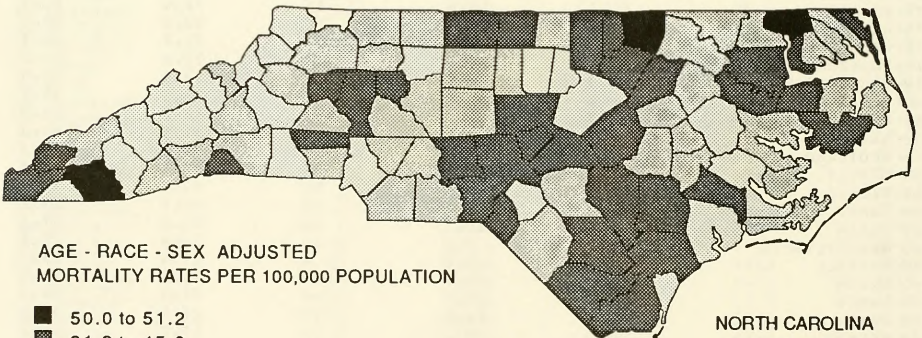 AGE - RACE - SEX ADJUSTED
MORTALITY RATES PER 100,000 POPULATION
50.0 to 51.2
NORTH CAROLINA